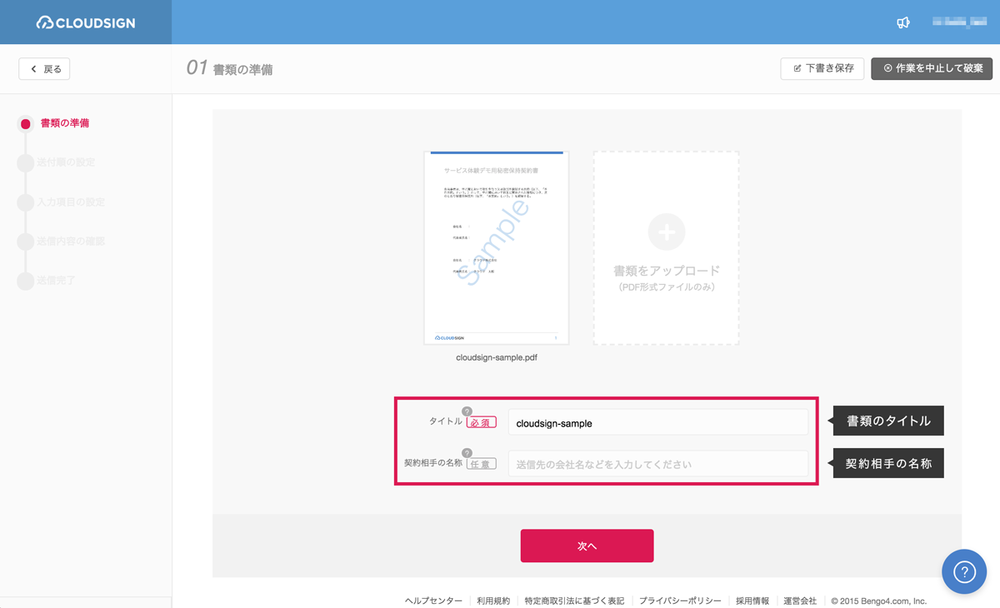 CLOUDSIGN
戻る
01 書類の準備
下書き保存
作業を中止して破棄
書類の準備
送付順の設定
入力項目の設定
送信内容の確認
送信完了
サービス体験デモ用秘密保持契約書
Sample
CLOUDSIGN
cloudsign-sample.pdf
書類をアップロード
(PDF形式ファイルのみ)
タイトル ? 必須 cloudsign-sample
書類のタイトル
契約相手の名称 ? 任意 送信先の会社名などを入力してください
契約相手の名称
次へ
?
ヘルプセンター 利用規約 特定商取引法に基づく表記 プライバシーポリシー 採用情報 運営会社 © 2015 Bengo4.com, Inc.